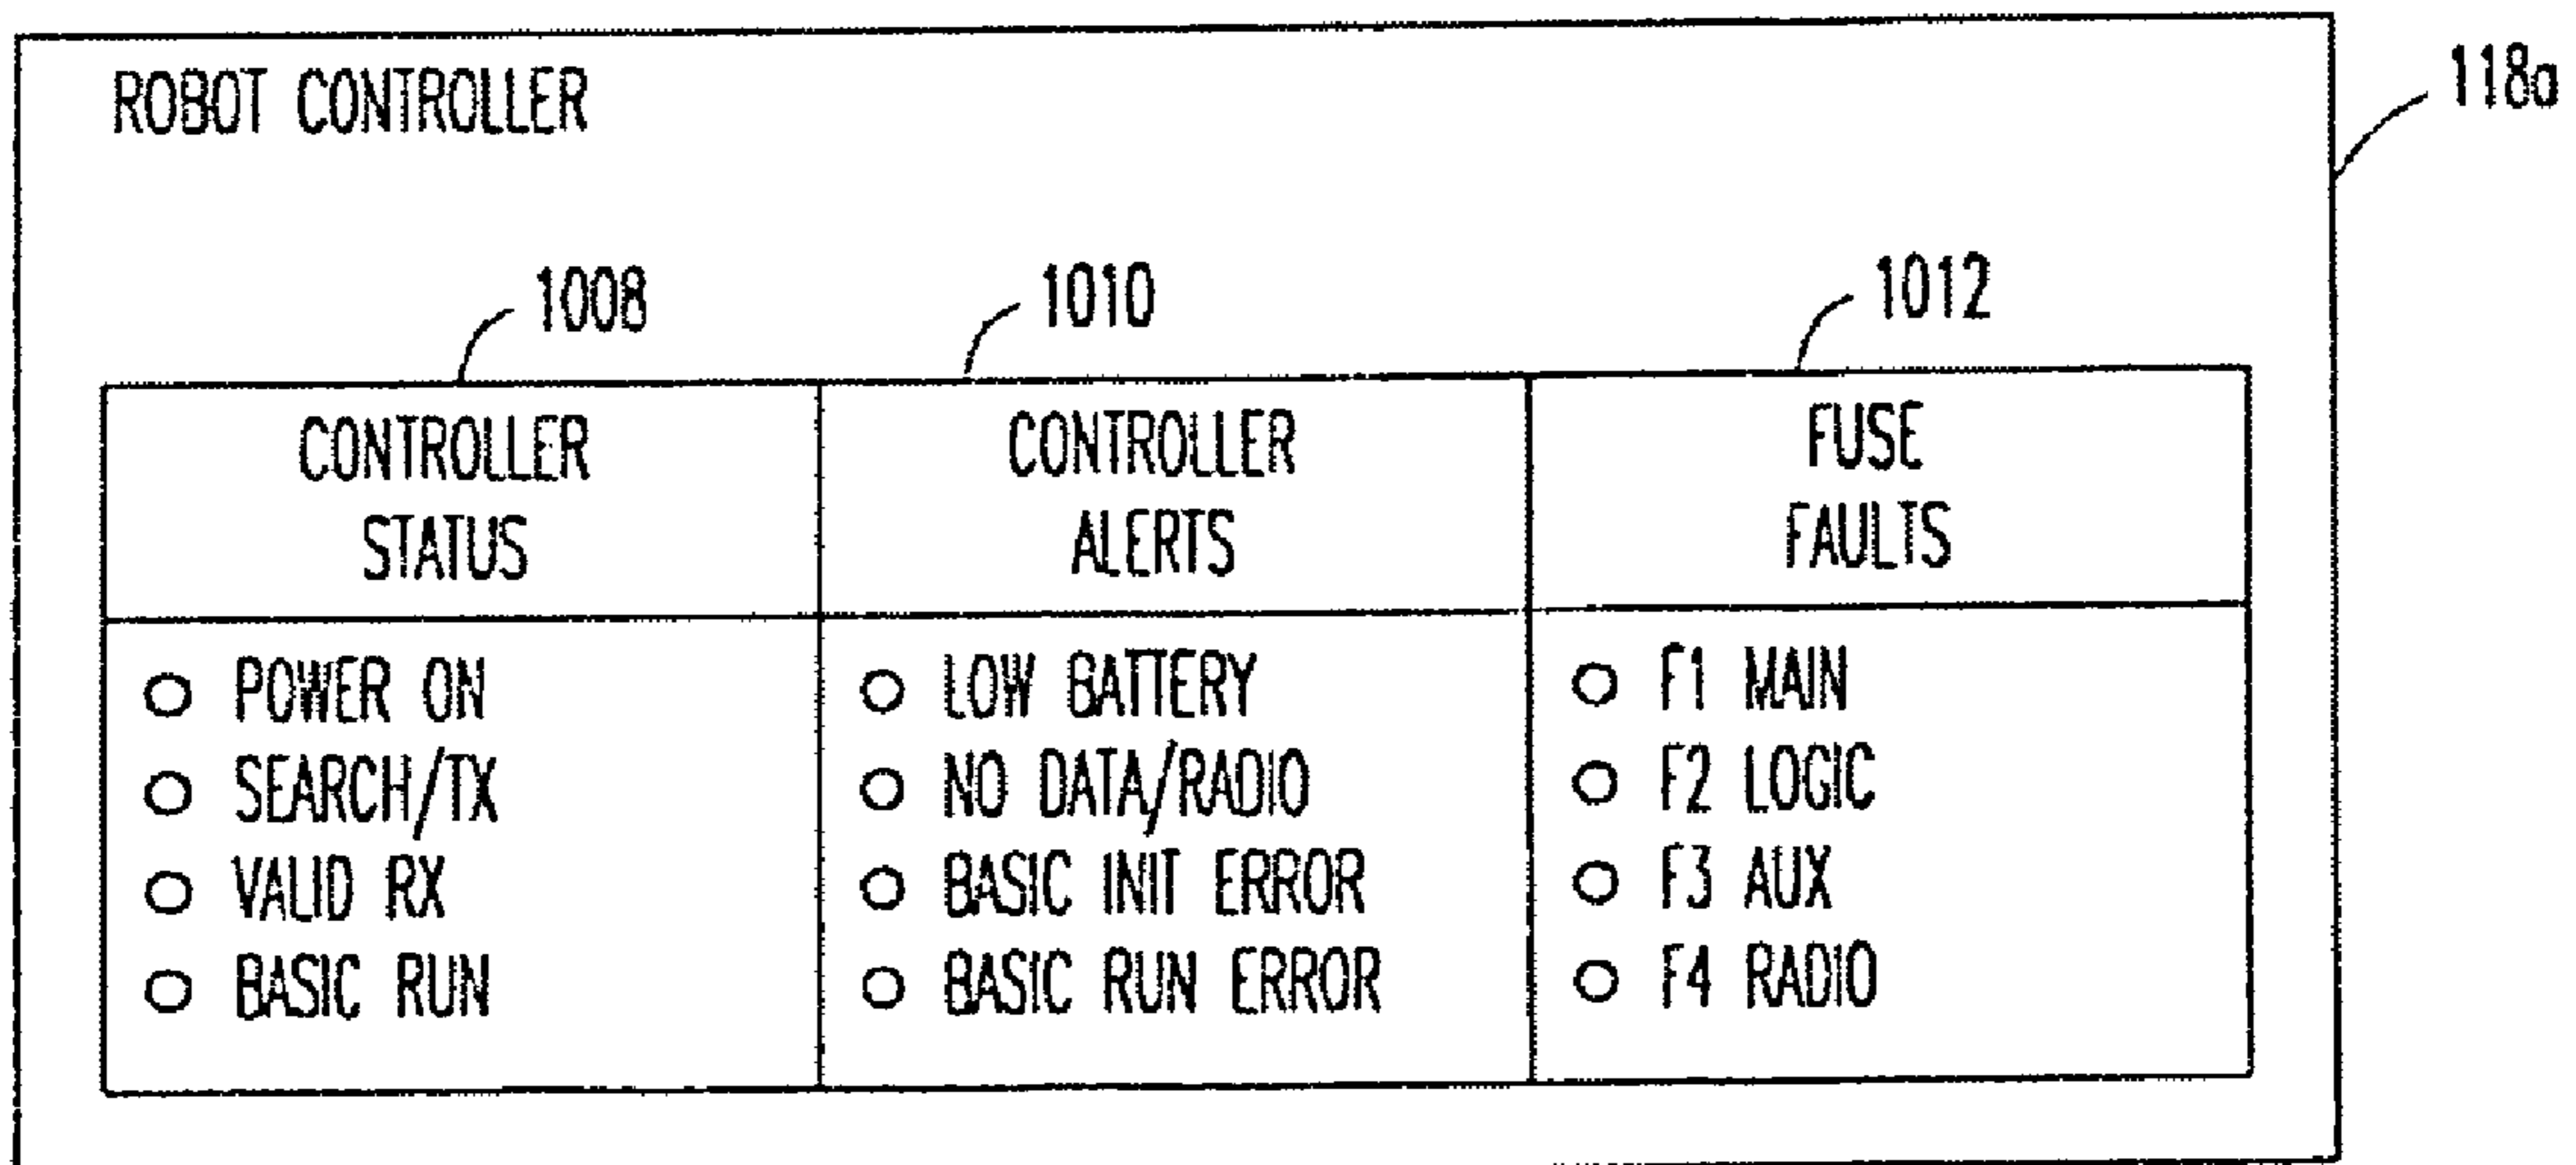 ROBOT CONTROLLER
118a
1008
1010
1012
CONTROLLER
STATUS
CONTROLLER
ALERTS
FUSE
FAULTS
POWER ON
SEARCH/TX
VALID RX
BASIC RUN
LOW BATTERY
NO DATA/RADIO
BASIC INIT ERROR
BASIC RUN ERROR
F1 MAIN
F2 LOGIC
F3 AUX
F4 RADIO